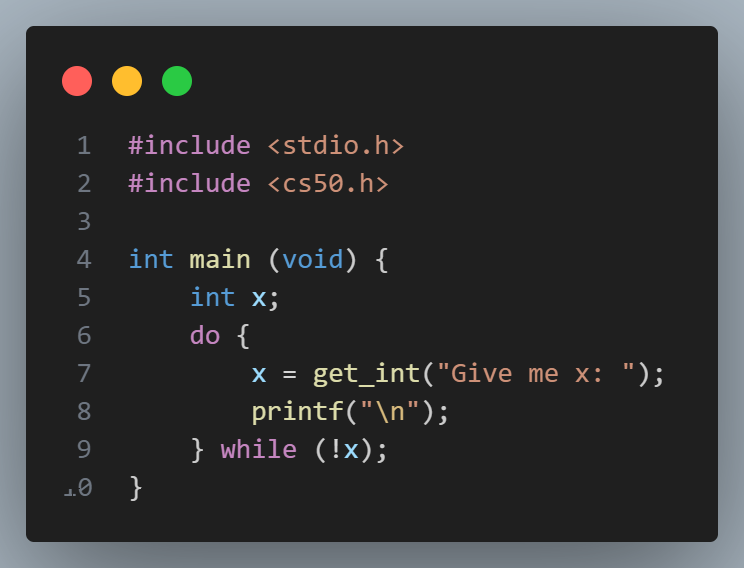 1 #include <stdio.h>
2 #include <cs50.h>
3
4 int main (void) {
5     int x;
6     do {
7         x = get_int("Give me x: ");
8         printf("\n");
9     } while (!x);
10 }